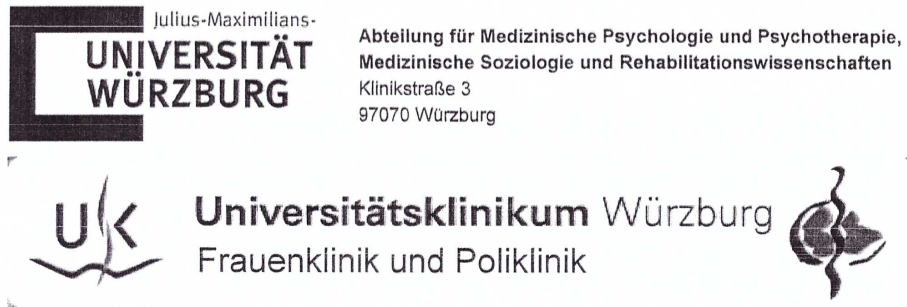 Julius-Maximilians-
UNIVERSITÄT
WÜRZBURG
Abteilung für Medizinische Psychologie und Psychotherapie,
Medizinische Soziologie und Rehabilitationswissenschaften
Klinikstraße 3
97070 Würzburg
UK
Universitätsklinikum Würzburg
Frauenklinik und Poliklinik